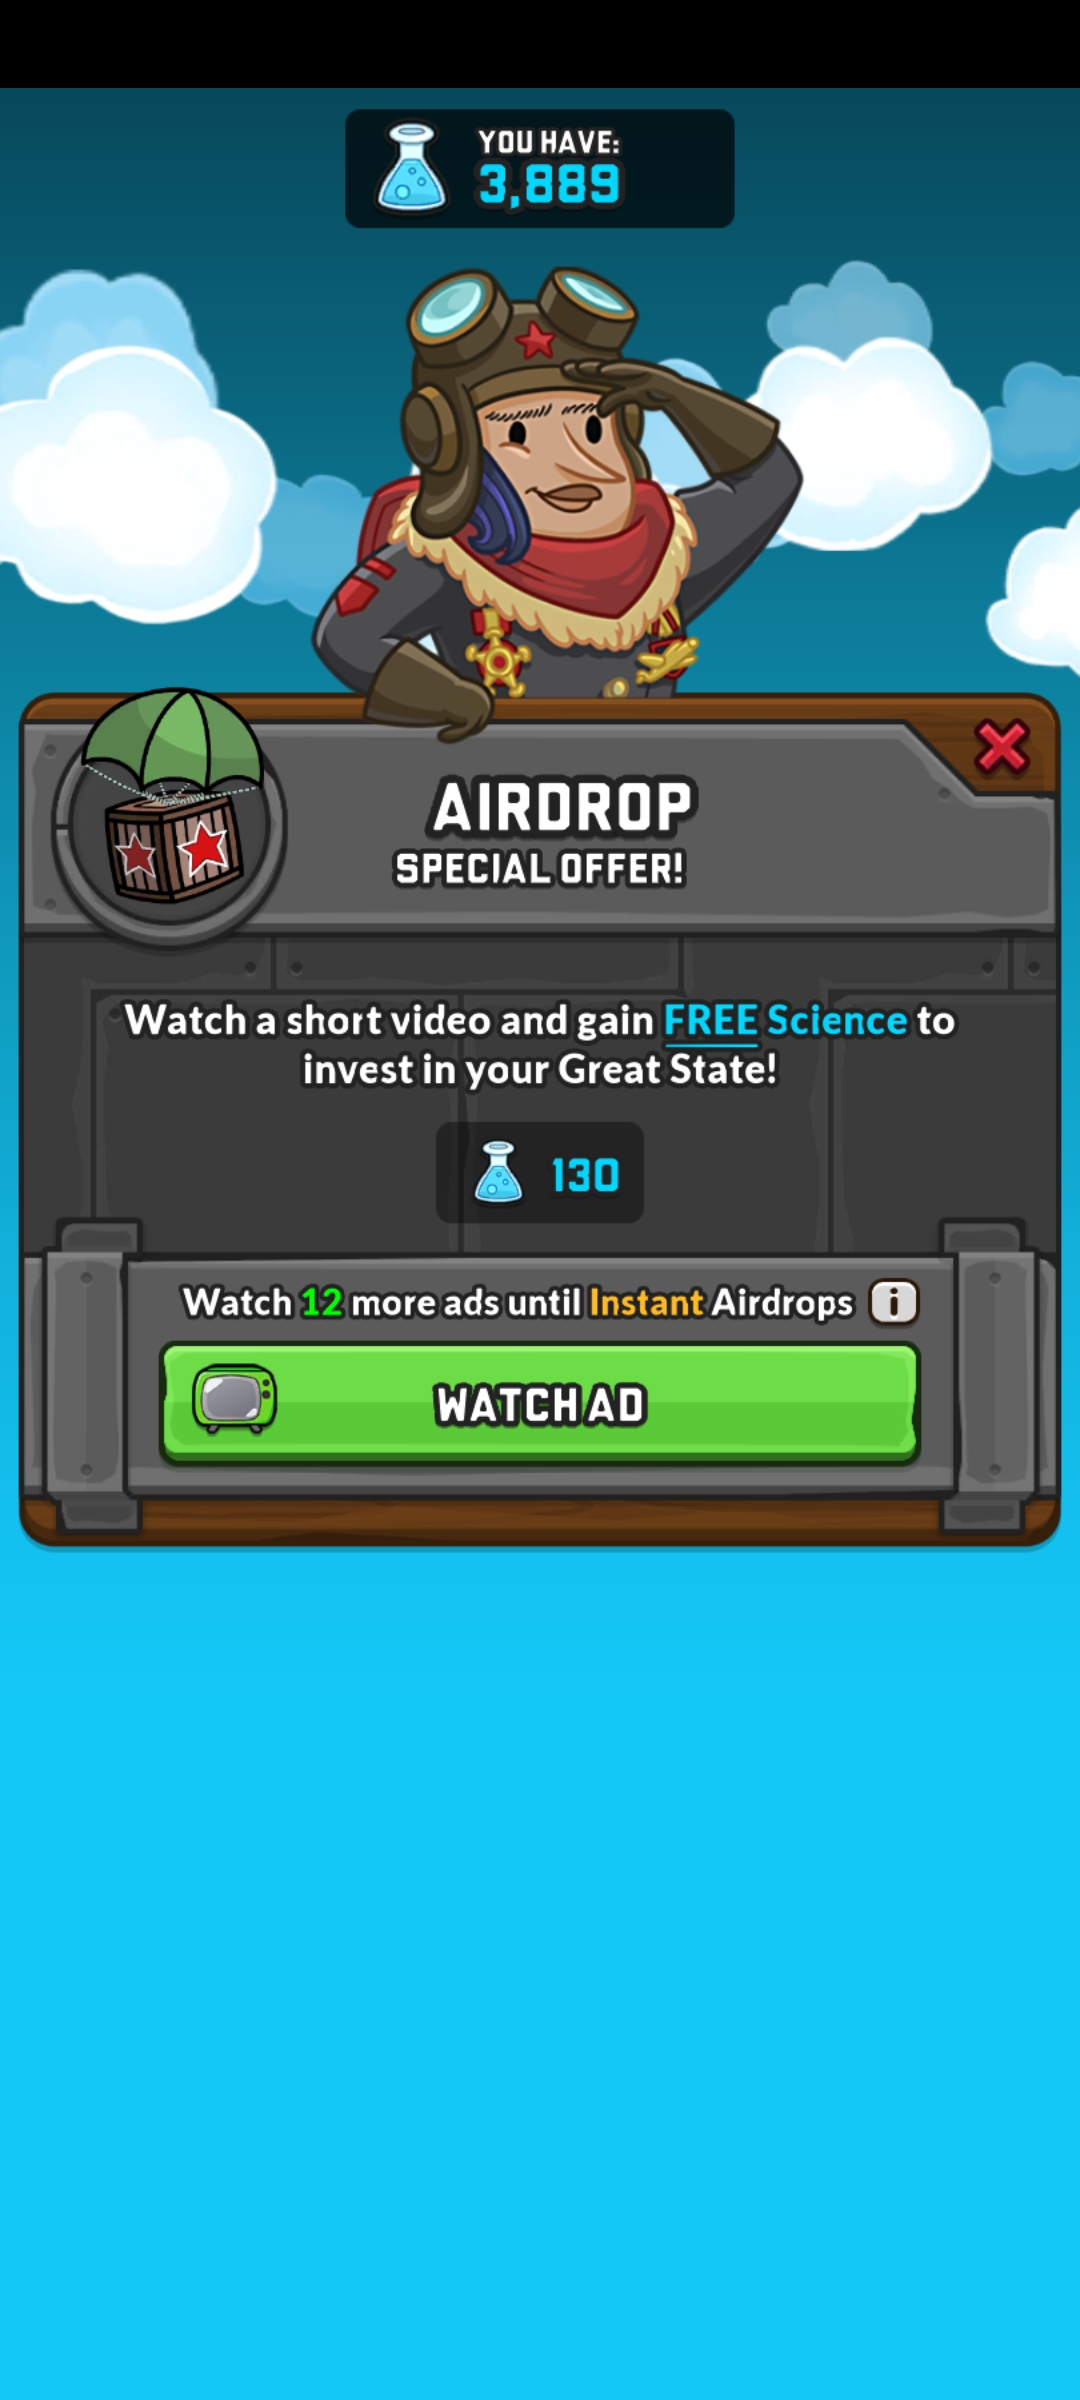 YOU HAVE:
3,889
AIRDROP
SPECIAL OFFER!
Watch a short video and gain FREE Science to
invest in your Great State!
130
Watch 12 more ads until Instant Airdrops
i
WATCH AD